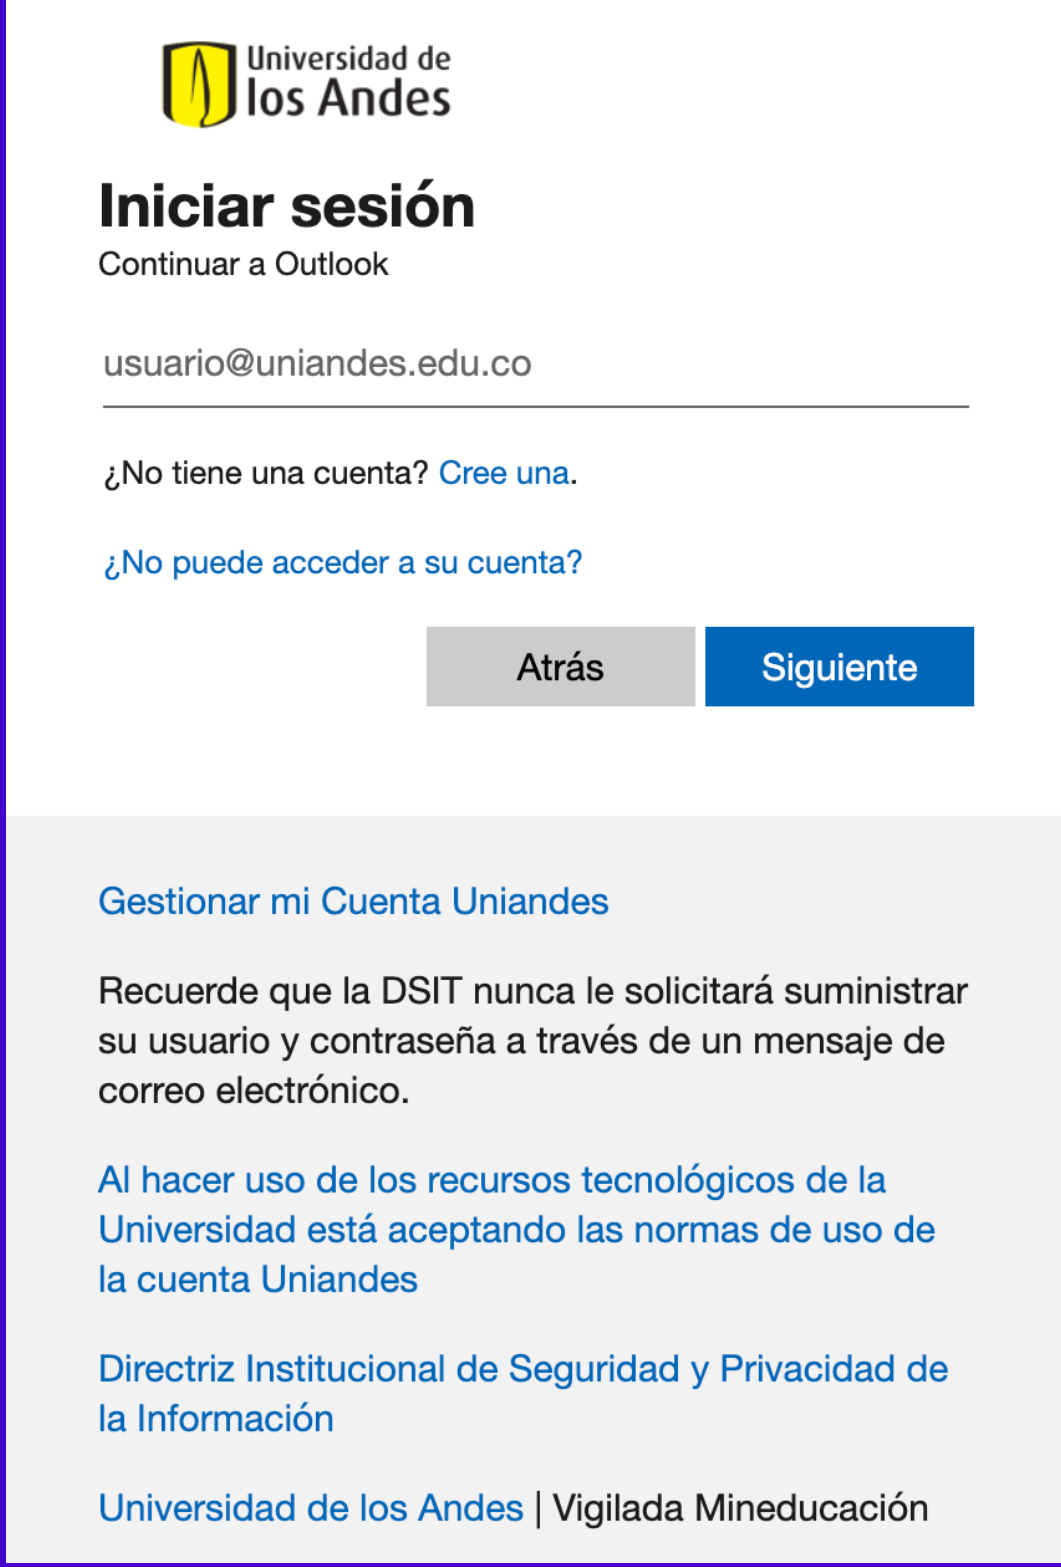 Universidad de
los Andes
Iniciar sesión
Continuar a Outlook
usuario@uniandes.edu.co
¿No tiene una cuenta? Cree una.
¿No puede acceder a su cuenta?
Atrás
Siguiente
Gestionar mi Cuenta Uniandes
Recuerde que la DSIT nunca le solicitará suministrar
su usuario y contraseña a través de un mensaje de
correo electrónico.
Al hacer uso de los recursos tecnológicos de la
Universidad está aceptando las normas de uso de
la cuenta Uniandes
Directriz Institucional de Seguridad y Privacidad de
la Información
Universidad de los Andes | Vigilada Mineducación